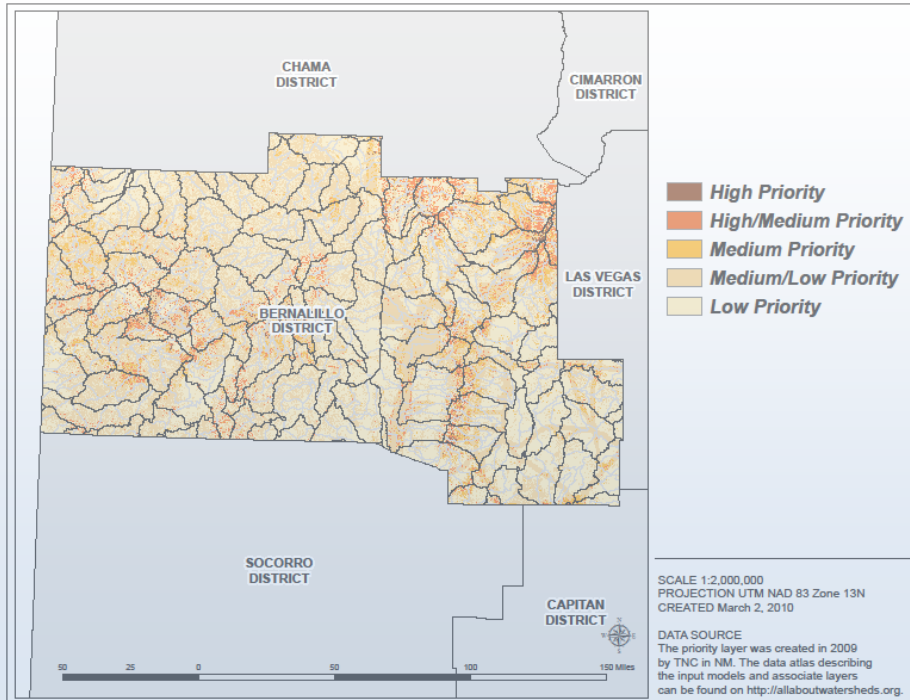 CHAMA
DISTRICT
CIMARRON
DISTRICT
High Priority
High/Medium Priority
Medium Priority
Medium/Low Priority
Low Priority
LAS VEGAS
DISTRICT
BERNALILLO
DISTRICT
SOCORRO
DISTRICT
CAPITAN
DISTRICT
SCALE 1:2,000,000
PROJECTION UTM NAD 83 Zone 13N
CREATED March 2, 2010
DATA SOURCE
The priority layer was created in 2009
by TNC in NM. The data atlas describing
the input models and associate layers
can be found on http://allaboutwatersheds.org.
50 25 0 50 100 150 Miles